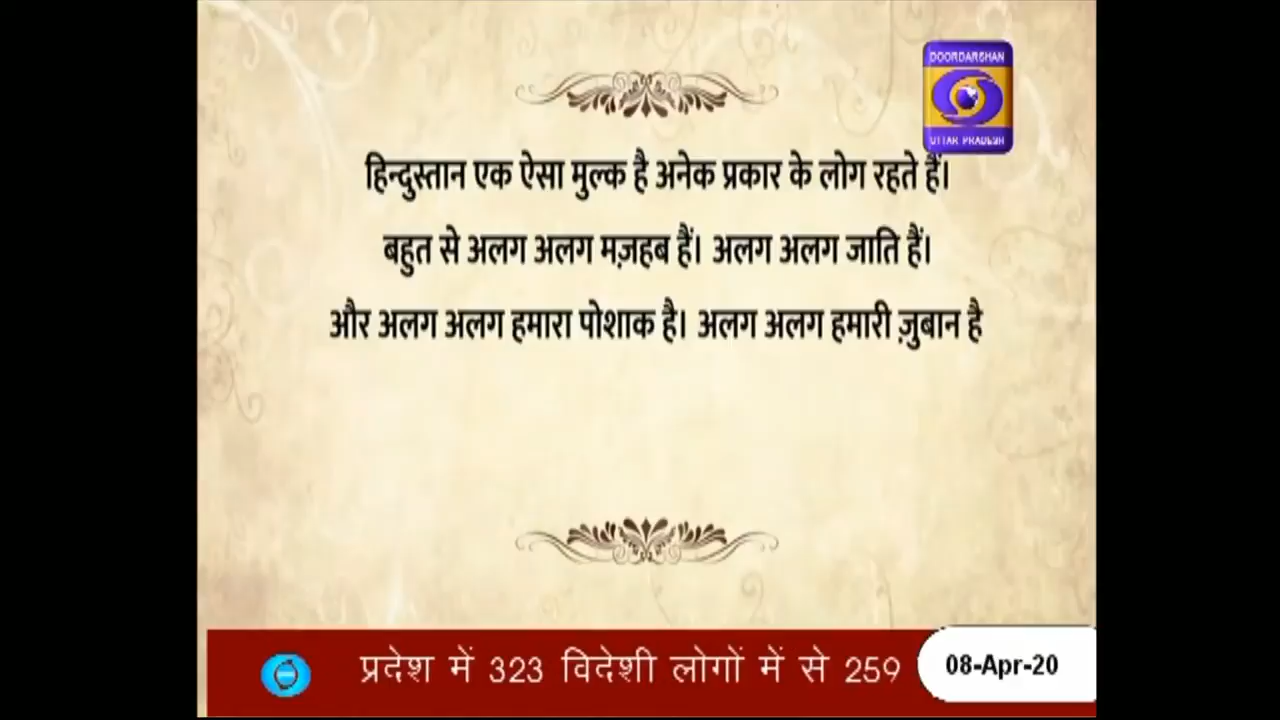 DOORDARSHAN
UTTAR PRADESH
हिन्दुस्तान एक ऐसा मुल्क है अनेक प्रकार के लोग रहते हैं।
बहुत से अलग अलग मज़हब हैं। अलग अलग जाति हैं।
और अलग अलग हमारा पोशाक है। अलग अलग हमारी ज़ुबान है
प्रदेश में 323 विदेशी लोगों में से 259
08-Apr-20